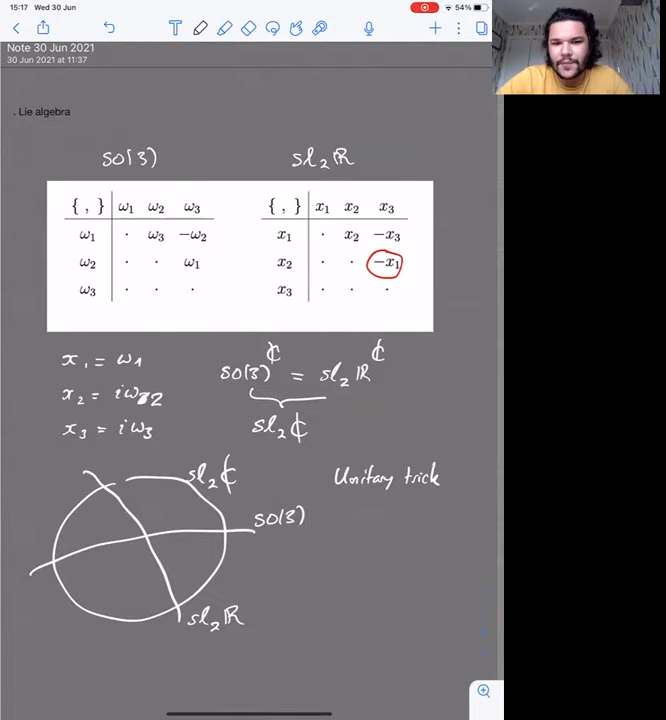 15:17 Wed 30 Jun
54%
Note 30 Jun 2021
30 Jun 2021 at 11:37
. Lie algebra
so(3) sl₂ℝ
{ , } ω₁ ω₂ ω₃ { , } x₁ x₂ x₃
ω₁ · ω₃ −ω₂ x₁ · x₂ −x₃
ω₂ · · ω₁ x₂ · · −x₁
ω₃ · · · x₃ · · ·
x₁ = ω₁
so(3)^ℂ = sl₂ℝ^ℂ
x₂ = iω₂
x₃ = iω₃
sl₂ℂ
sl₂ℂ
Unitary trick
so(3)
sl₂ℝ